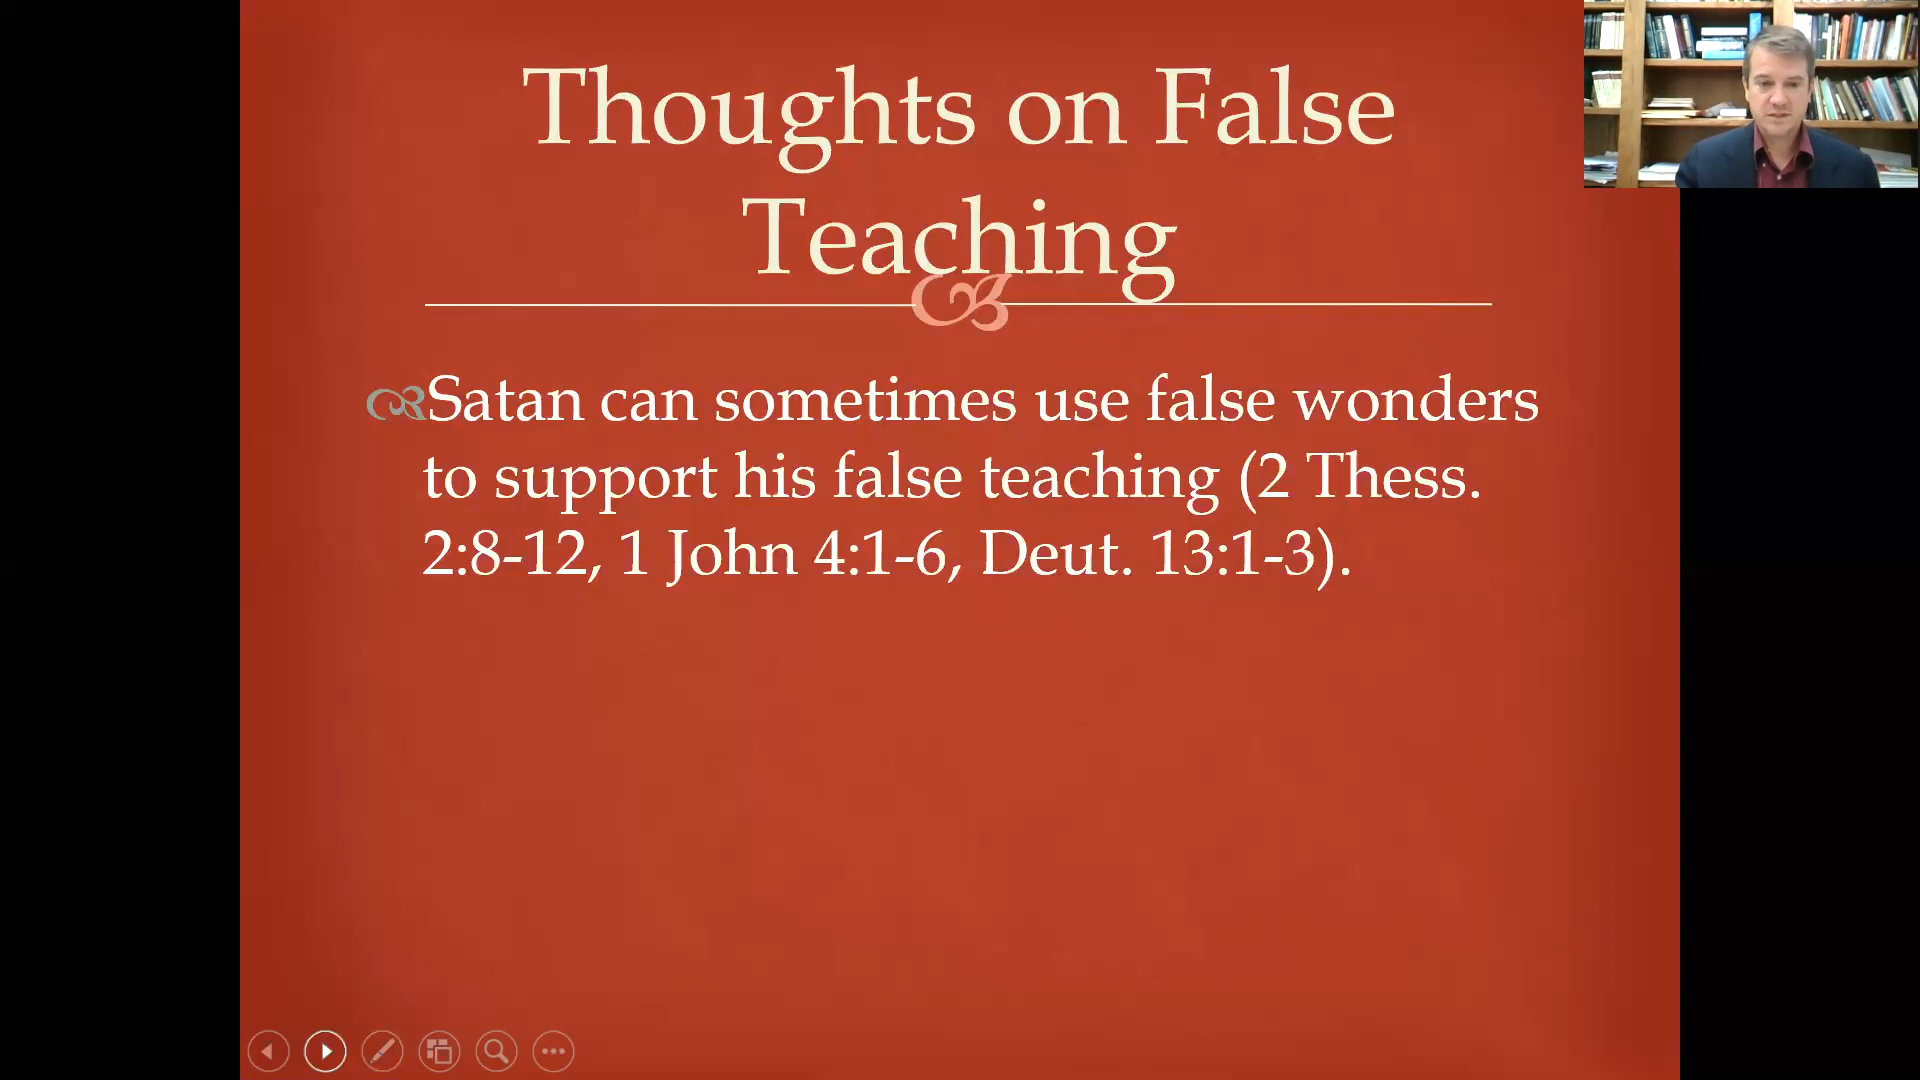 Thoughts on False
Teaching
Satan can sometimes use false wonders
to support his false teaching (2 Thess.
2:8-12, 1 John 4:1-6, Deut. 13:1-3).